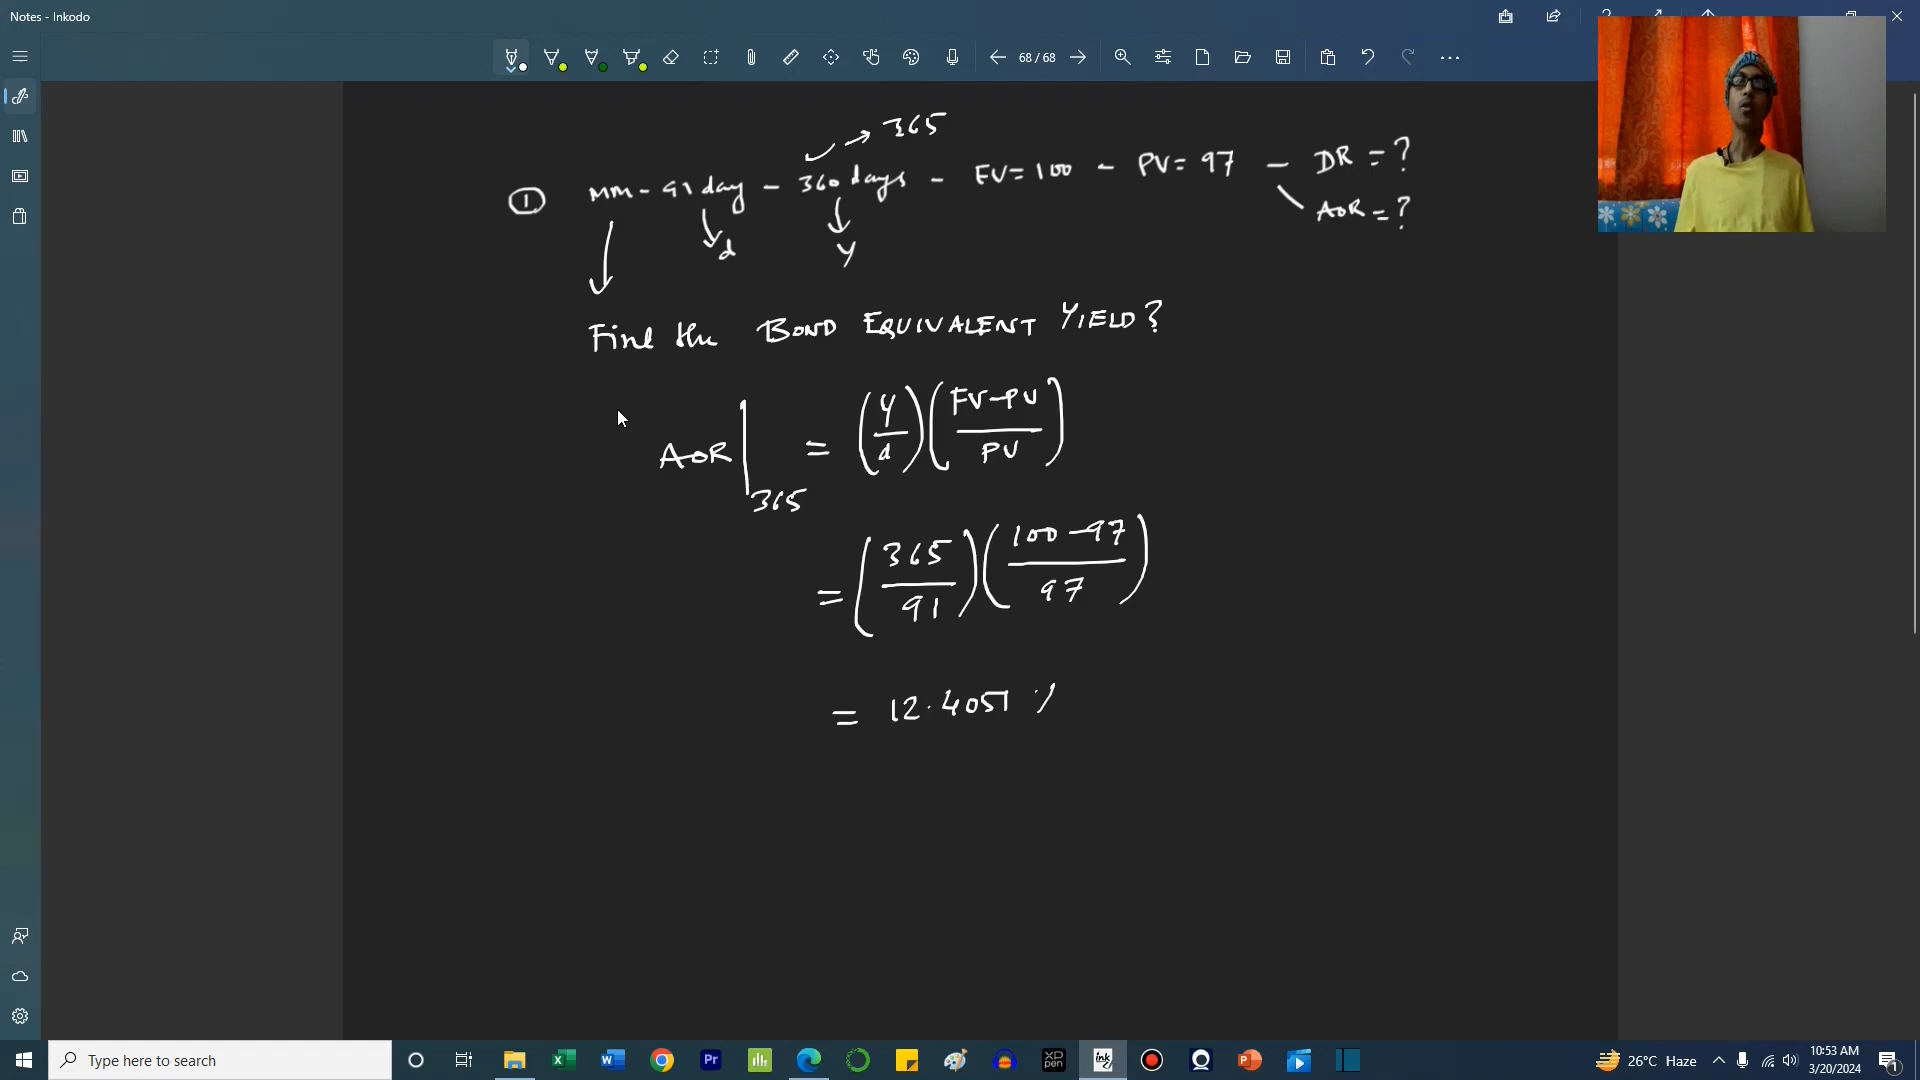 Notes - Inkodo
68 / 68
→ 365
① MM - 91 day - 360 days - FV = 100 - PV = 97 - DR = ?
AOR = ?
d
y
Find the BOND EQUIVALENT YIELD?
AOR|365 = (y/d) ((FV-PV)/PV)
= (365/91) ((100-97)/97)
= 12.4051 %
Type here to search
26°C Haze
10:53 AM
3/20/2024